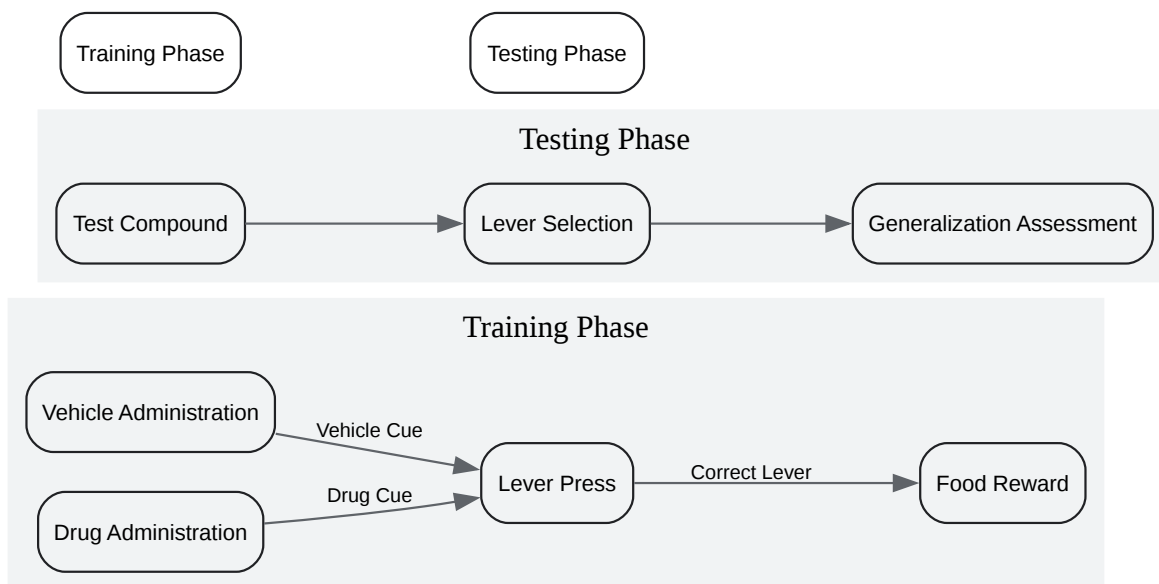 Training Phase
Testing Phase
Testing Phase
Test Compound
Lever Selection
Generalization Assessment
Training Phase
Vehicle Administration
Vehicle Cue
Drug Cue
Drug Administration
Lever Press
Correct Lever
Food Reward